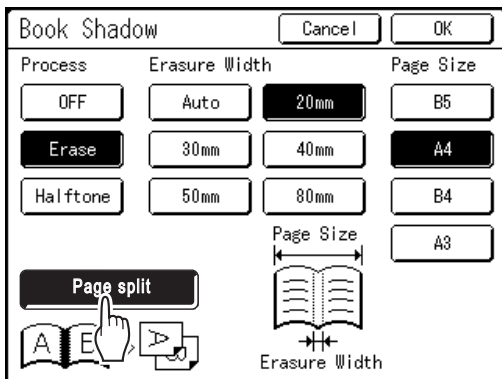 Book Shadow Cancel OK
Process Erasure Width Page Size
OFF Auto 20mm B5
Erase 30mm 40mm A4
Halftone 50mm 80mm B4
Page Size A3
Page split
A
Erasure Width